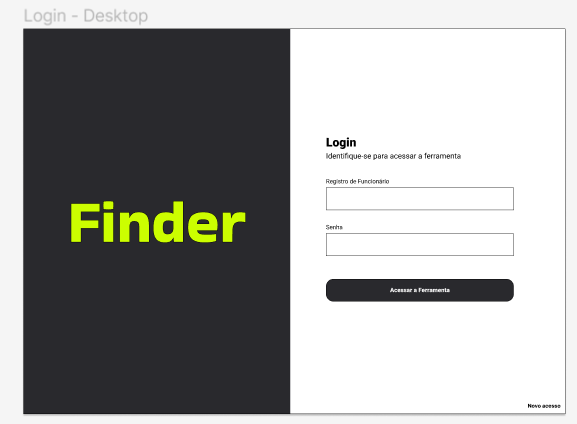 Login - Desktop
Finder
Login
Identifique-se para acessar a ferramenta
Registro de Funcionário
Senha
Acessar a Ferramenta
Novo acesso